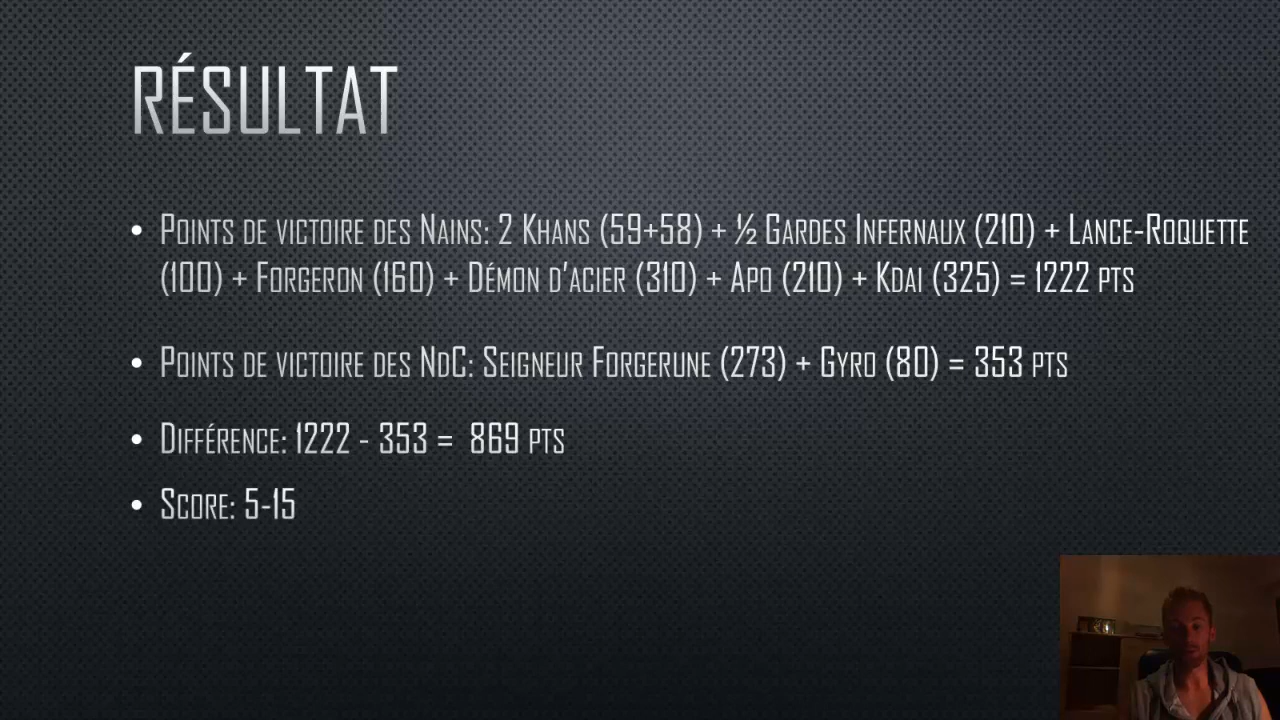 Résultat
• Points de victoire des Nains: 2 Khans (59+58) + ½ Gardes Infernaux (210) + Lance-Roquette
(100) + Forgeron (160) + Démon d'acier (310) + Apo (210) + Kdai (325) = 1222 pts
• Points de victoire des NdC: Seigneur Forgerune (273) + Gyro (80) = 353 pts
• Différence: 1222 - 353 = 869 pts
• Score: 5-15